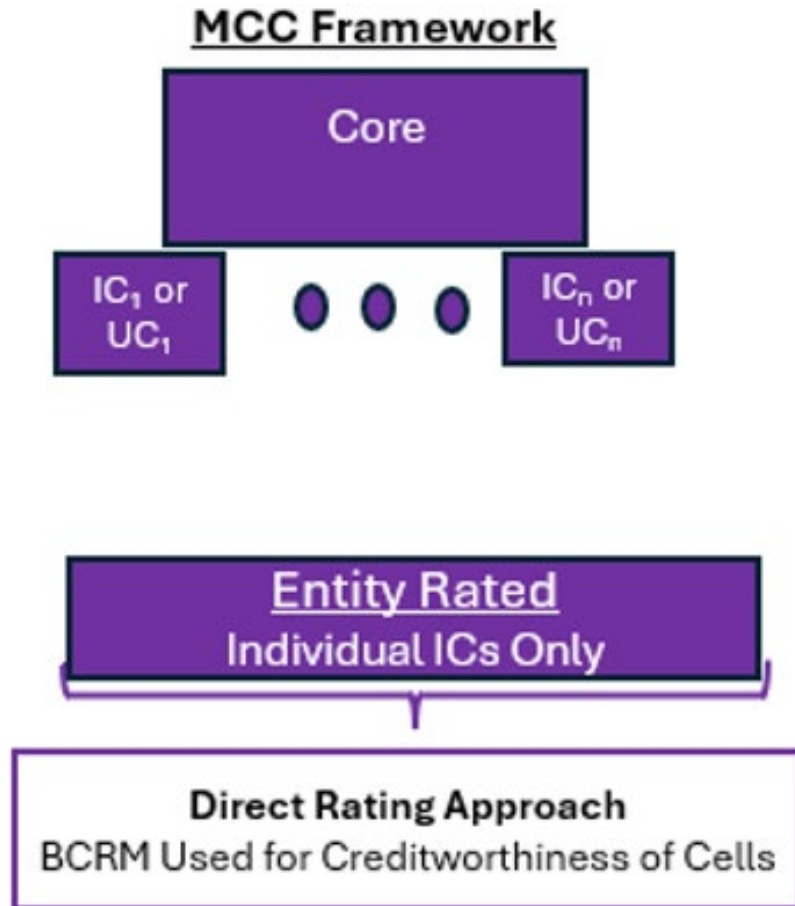 MCC Framework
Core
IC₁ or
UC₁
ICₙ or
UCₙ
Entity Rated
Individual ICs Only
Direct Rating Approach
BCRM Used for Creditworthiness of Cells